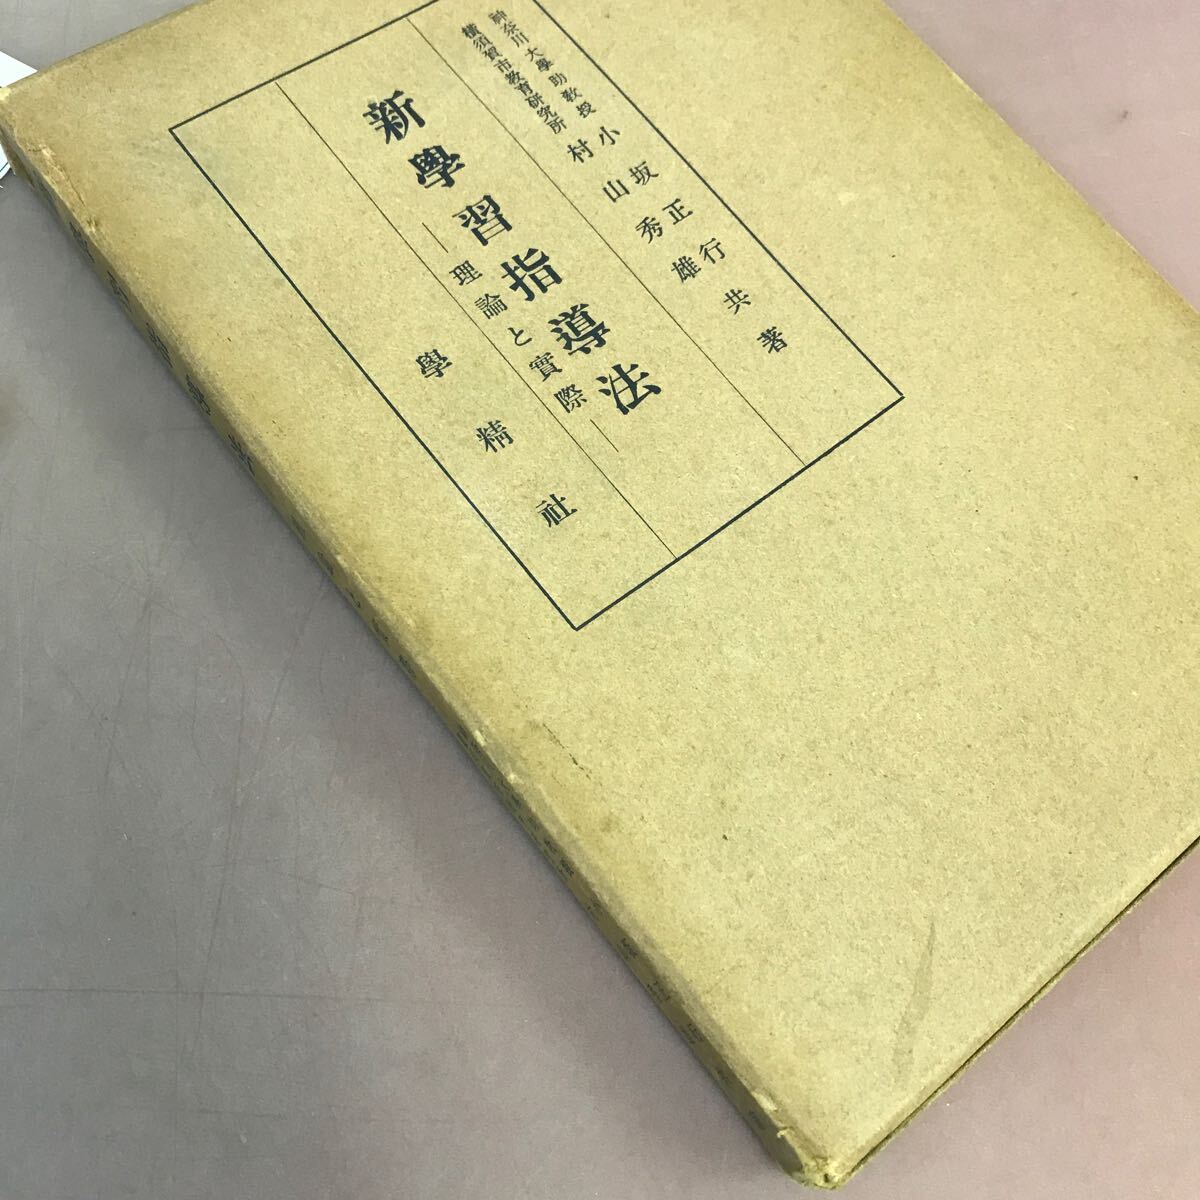 神奈川大學助教授 小坂正行
橫須賀市教育硏究所 村山秀雄
共著
新學習指導法
―理論と實際―
學精社